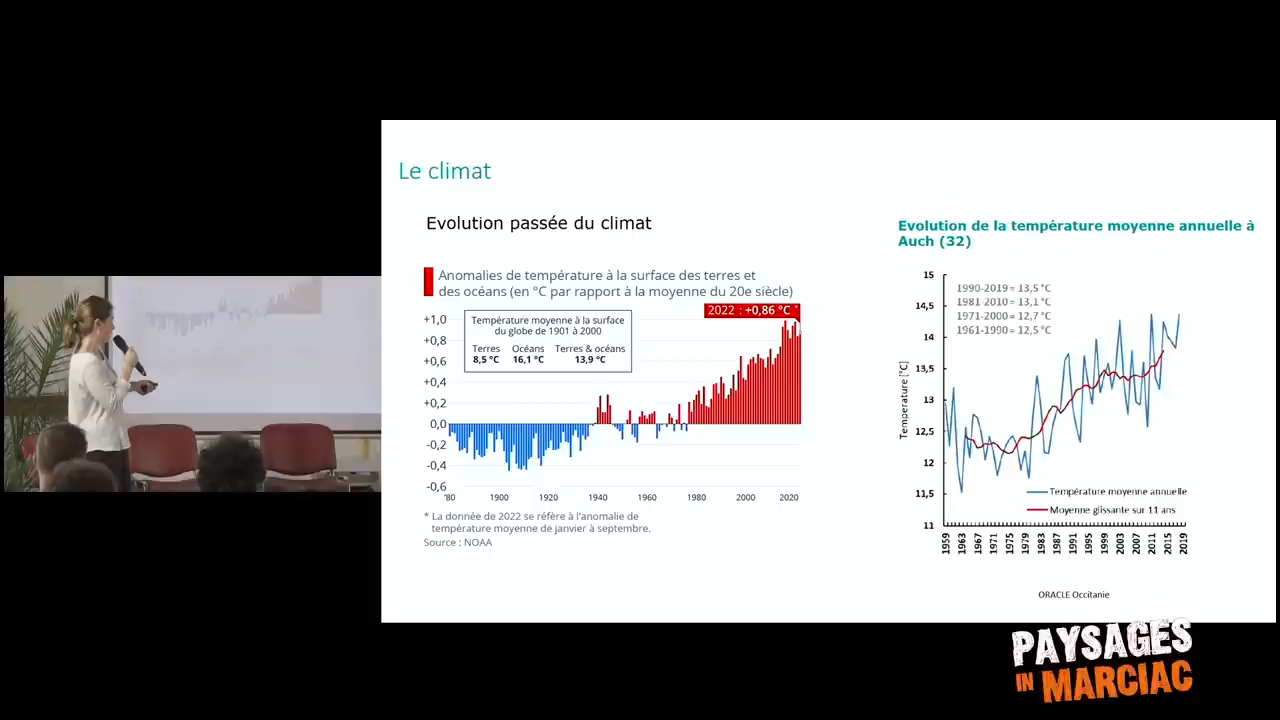 Le climat
Evolution passée du climat
Anomalies de température à la surface des terres et
des océans (en °C par rapport à la moyenne du 20e siècle)
2022 : +0,86 °C *
Température moyenne à la surface
du globe de 1901 à 2000
Terres Océans Terres & océans
8,5 °C 16,1 °C 13,9 °C
+1,0
+0,8
+0,6
+0,4
+0,2
0,0
-0,2
-0,4
-0,6
'80 1900 1920 1940 1960 1980 2000 2020
* La donnée de 2022 se réfère à l'anomalie de
température moyenne de janvier à septembre.
Source : NOAA
Evolution de la température moyenne annuelle à
Auch (32)
1990-2019 = 13,5 °C
1981-2010 = 13,1 °C
1971-2000 = 12,7 °C
1961-1990 = 12,5 °C
Temperature [°C]
15
14,5
14
13,5
13
12,5
12
11,5
11
Température moyenne annuelle
Moyenne glissante sur 11 ans
1959 1963 1967 1971 1975 1979 1983 1987 1991 1995 1999 2003 2007 2011 2015 2019
ORACLE Occitanie
PAYSAGES
IN MARCIAC